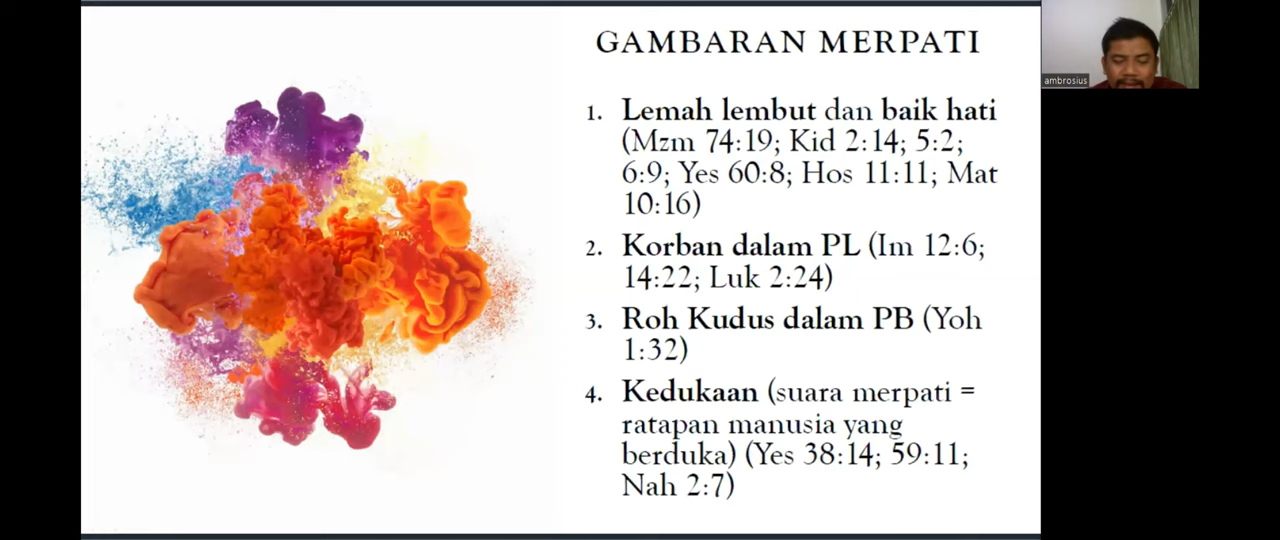 GAMBARAN MERPATI
1. Lemah lembut dan baik hati
(Mzm 74:19; Kid 2:14; 5:2;
6:9; Yes 60:8; Hos 11:11; Mat
10:16)
2. Korban dalam PL (Im 12:6;
14:22; Luk 2:24)
3. Roh Kudus dalam PB (Yoh
1:32)
4. Kedukaan (suara merpati =
ratapan manusia yang
berduka) (Yes 38:14; 59:11;
Nah 2:7)
ambrosius